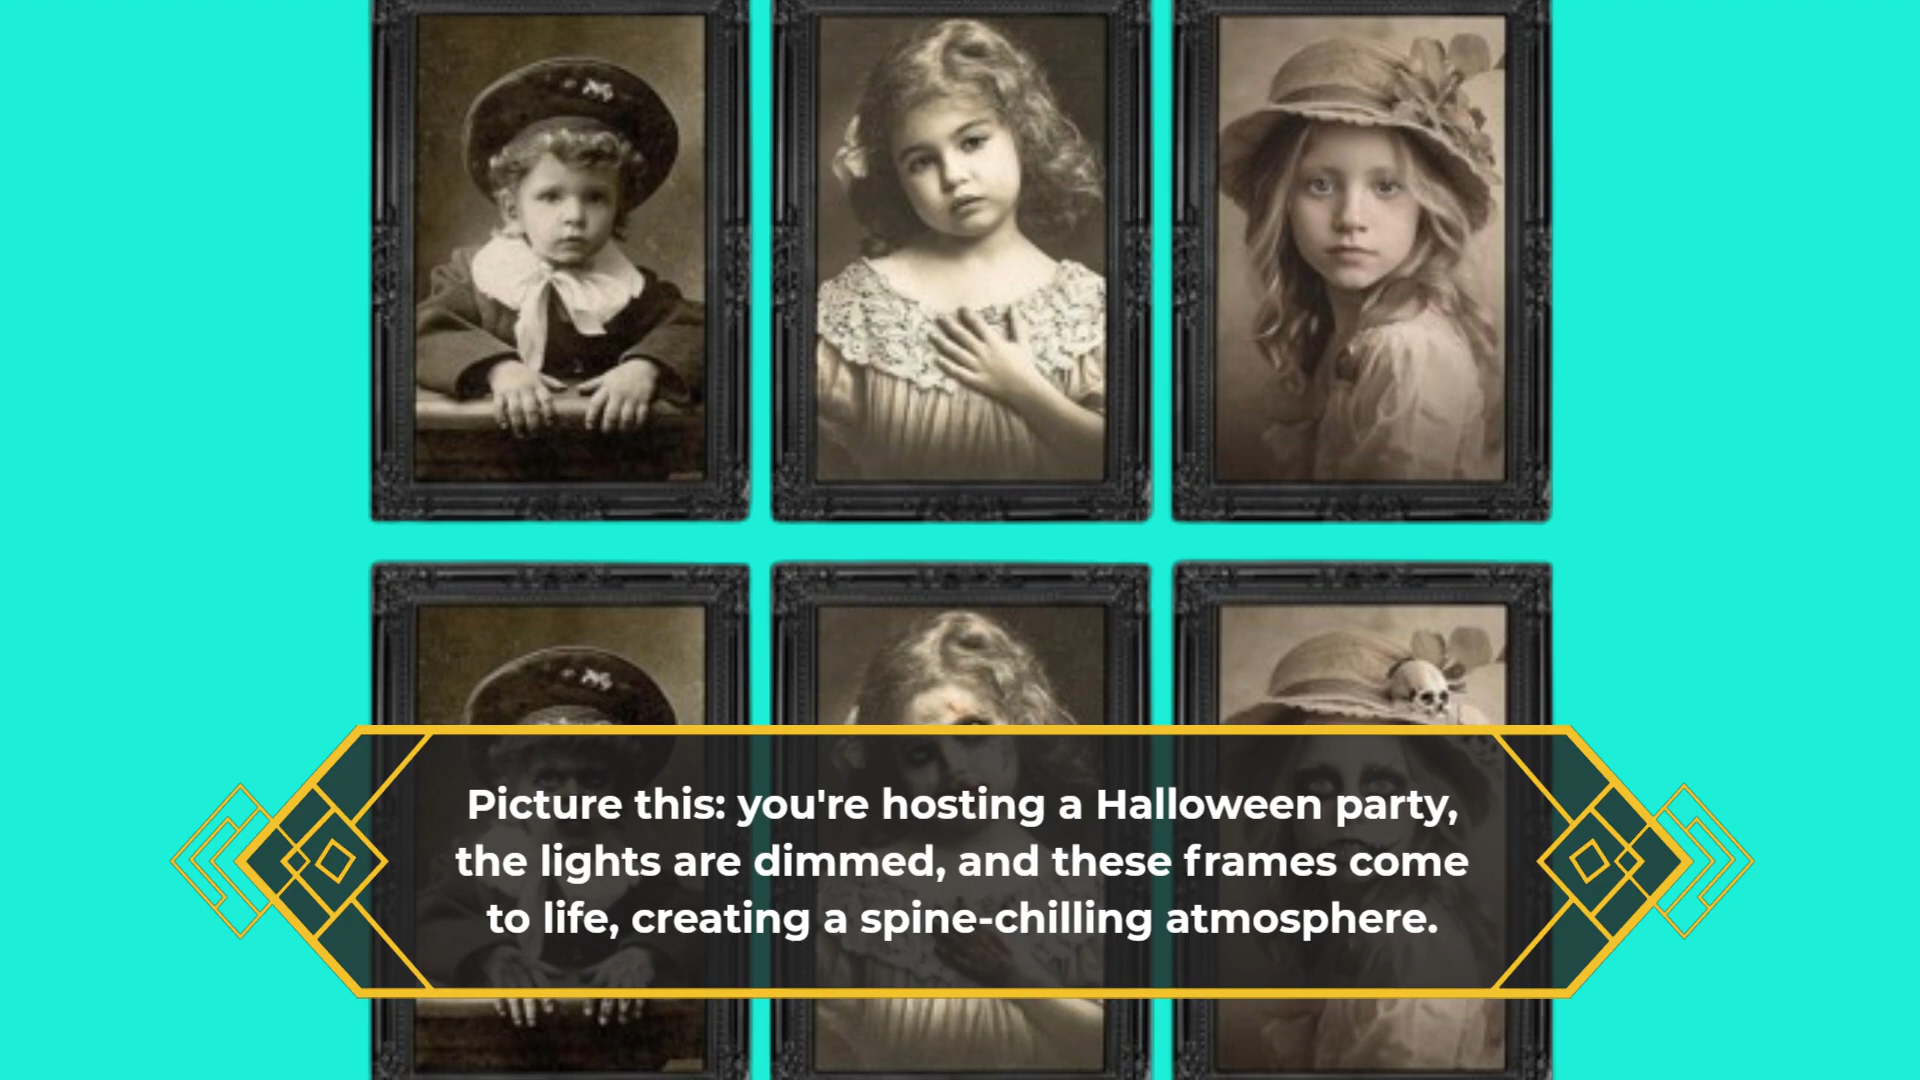 Picture this: you're hosting a Halloween party,
the lights are dimmed, and these frames come
to life, creating a spine-chilling atmosphere.